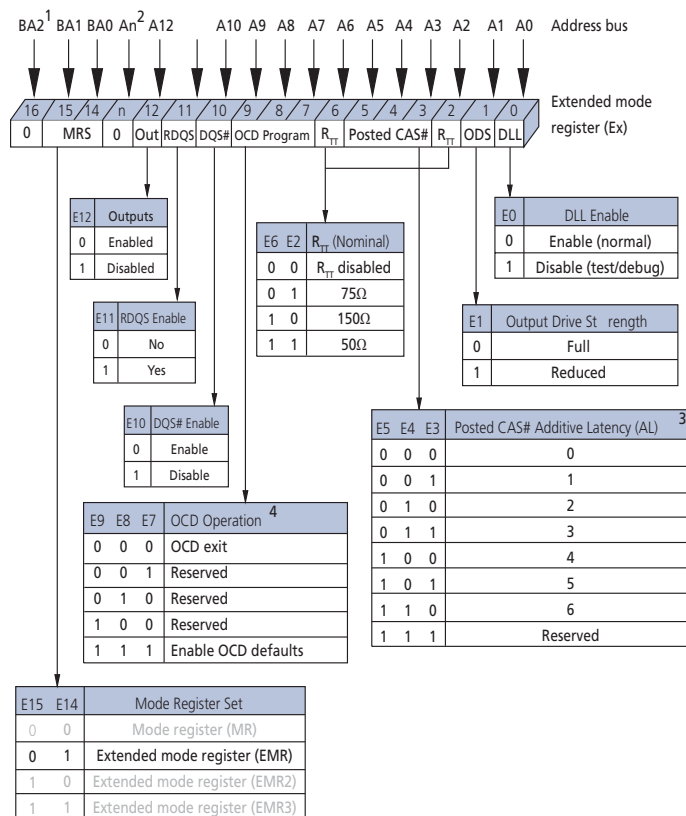 BA2¹ BA1 BA0 An² A12 A10 A9 A8 A7 A6 A5 A4 A3 A2 A1 A0 Address bus
16 15 14 n 12 11 10 9 8 7 6 5 4 3 2 1 0 Extended mode
register (Ex)
0 MRS 0 Out RDQS DQS# OCD Program RTT Posted CAS# RTT ODS DLL
E12 Outputs
0 Enabled
1 Disabled
E6 E2 RTT (Nominal)
0 0 RTT disabled
0 1 75Ω
1 0 150Ω
1 1 50Ω
E0 DLL Enable
0 Enable (normal)
1 Disable (test/debug)
E11 RDQS Enable
0 No
1 Yes
E1 Output Drive St rength
0 Full
1 Reduced
E10 DQS# Enable
0 Enable
1 Disable
E5 E4 E3 Posted CAS# Additive Latency (AL) 3
0 0 0 0
0 0 1 1
0 1 0 2
0 1 1 3
1 0 0 4
1 0 1 5
1 1 0 6
1 1 1 Reserved
E9 E8 E7 OCD Operation 4
0 0 0 OCD exit
0 0 1 Reserved
0 1 0 Reserved
1 0 0 Reserved
1 1 1 Enable OCD defaults
E15 E14 Mode Register Set
0 0 Mode register (MR)
0 1 Extended mode register (EMR)
1 0 Extended mode register (EMR2)
1 1 Extended mode register (EMR3)